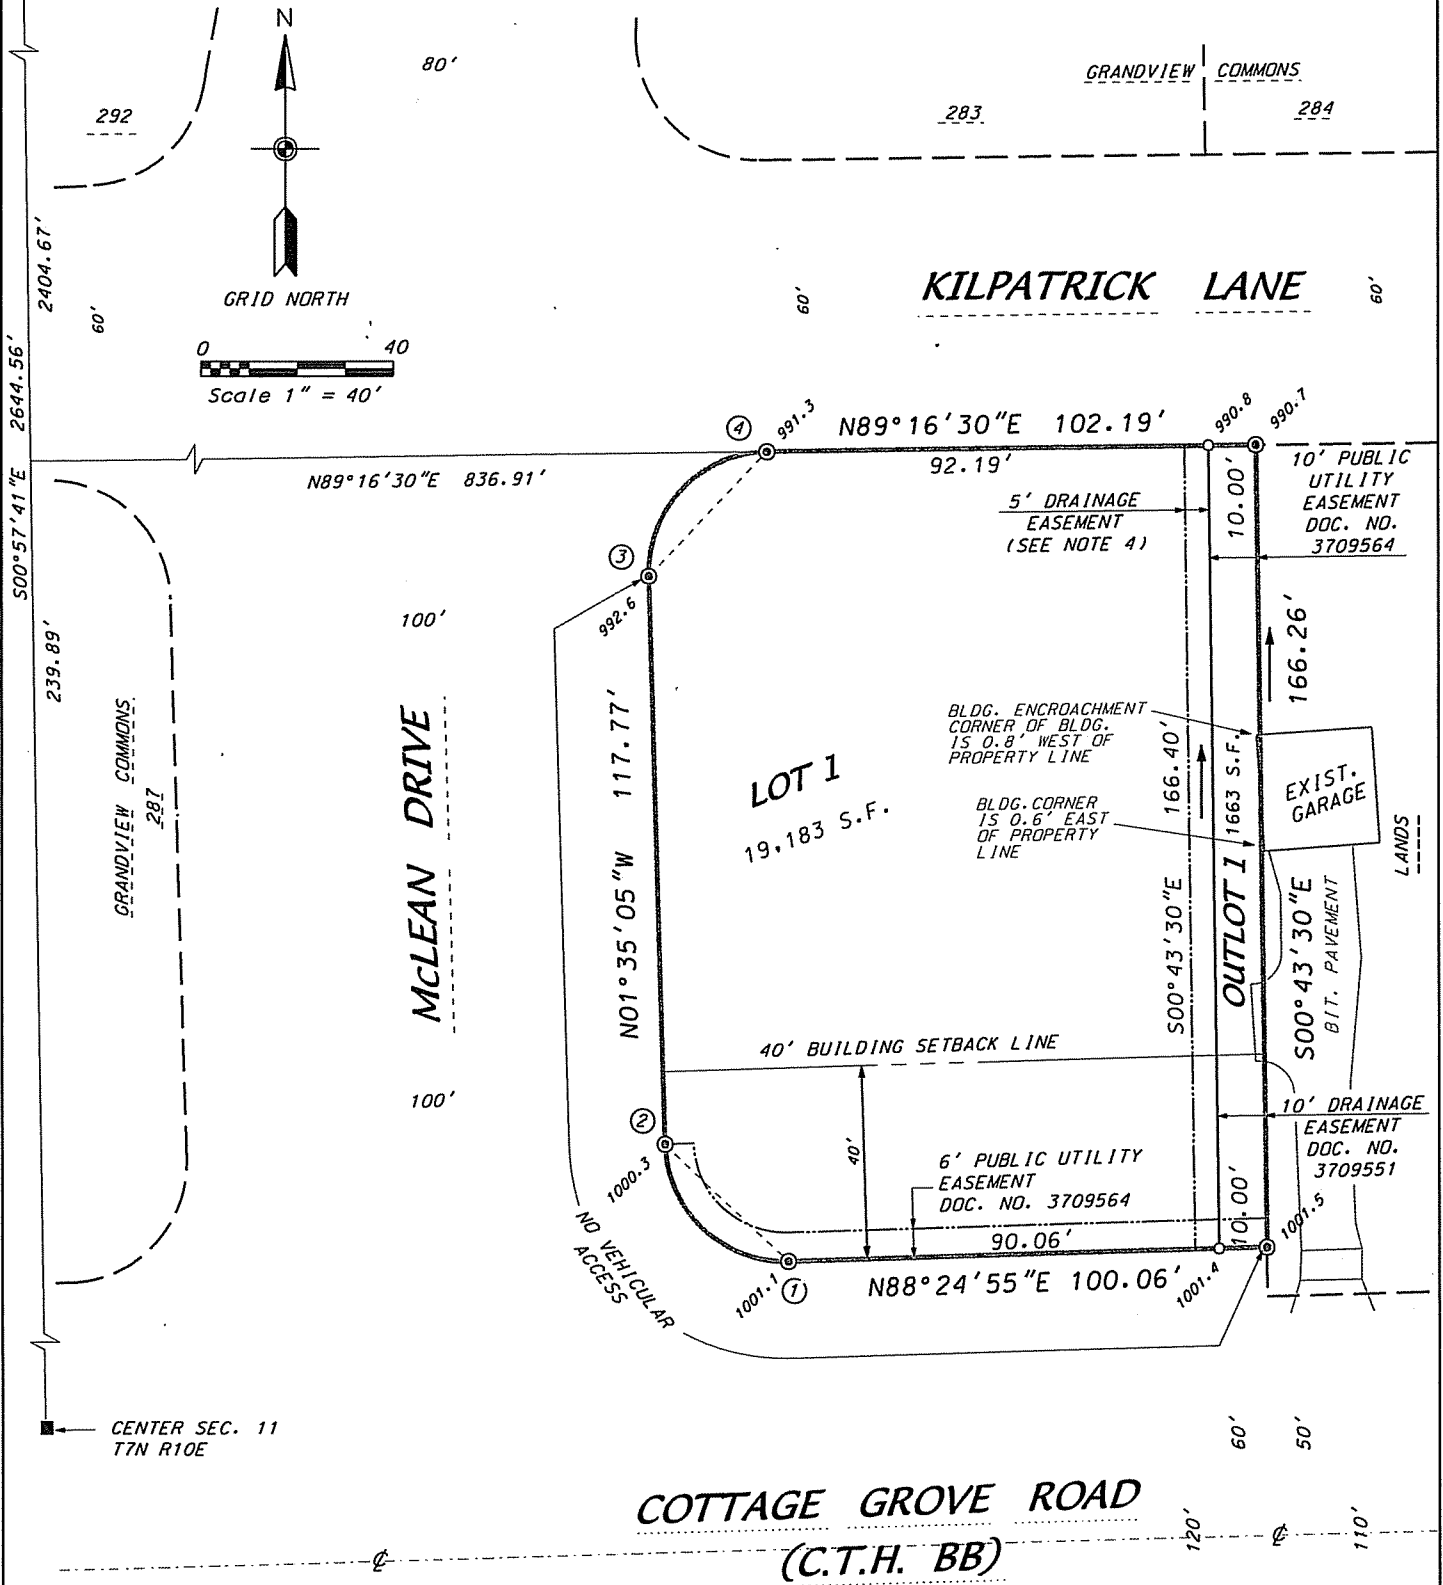 N
80'
GRANDVIEW COMMONS
292
283
284
2404.67'
60'
GRID NORTH
KILPATRICK LANE
60'
60'
0 40
Scale 1" = 40'
S00°57'41"E 2644.56'
④
991.3
N89°16'30"E 102.19'
990.8
990.7
N89°16'30"E 836.91'
92.19'
10' PUBLIC
UTILITY
EASEMENT
DOC. NO.
3709564
5' DRAINAGE
EASEMENT
(SEE NOTE 4)
10.00'
③
992.6
100'
239.89'
GRANDVIEW COMMONS
287
McLEAN DRIVE
N01°35'05"W 117.77'
166.26'
BLDG. ENCROACHMENT
CORNER OF BLDG.
IS 0.8' WEST OF
PROPERTY LINE
LOT 1
19,183 S.F.
BLDG. CORNER
IS 0.6' EAST
OF PROPERTY
LINE
S00°43'30"E 166.40'
OUTLOT 1 1663 S.F.
EXIST.
GARAGE
LANDS
S00°43'30"E
BIT. PAVEMENT
40' BUILDING SETBACK LINE
100'
②
1000.3
40'
6' PUBLIC UTILITY
EASEMENT
DOC. NO. 3709564
10' DRAINAGE
EASEMENT
DOC. NO.
3709551
10.00'
1001.5
90.06'
NO VEHICULAR
ACCESS
1001.1
①
N88°24'55"E 100.06'
1001.4
CENTER SEC. 11
T7N R10E
60'
50'
COTTAGE GROVE ROAD
(C.T.H. BB)
120'
110'